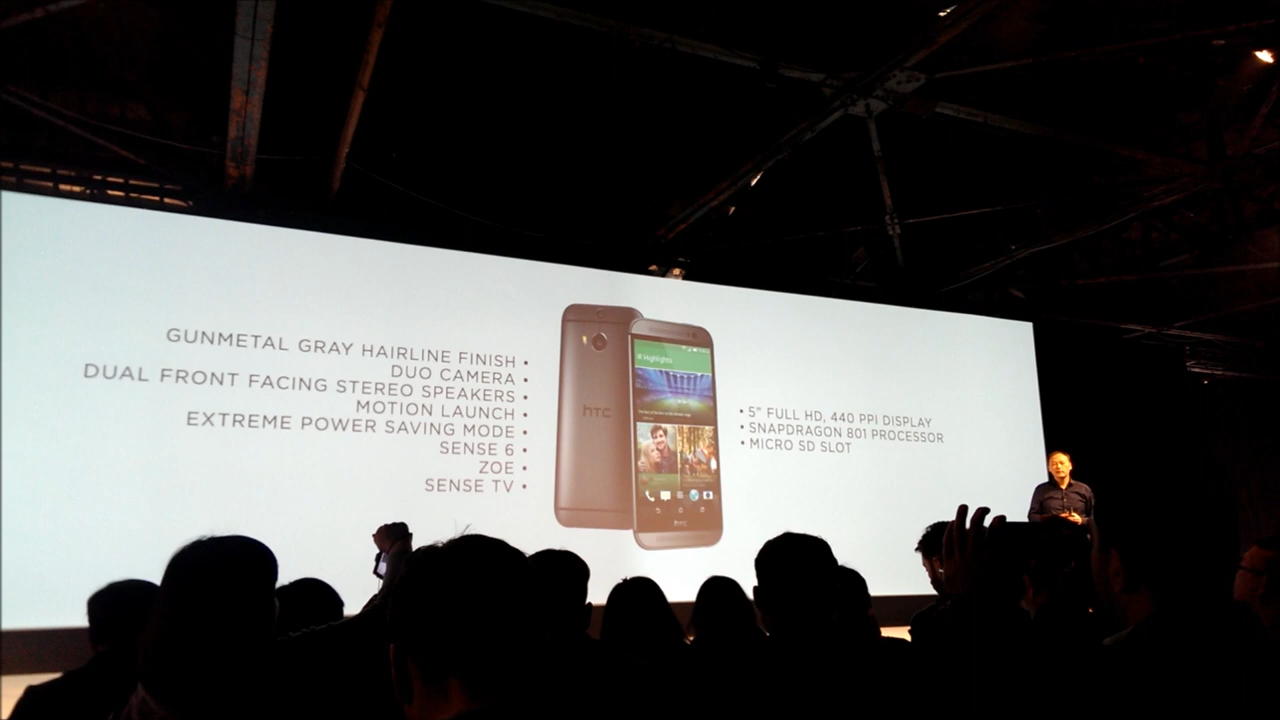 GUNMETAL GRAY HAIRLINE FINISH •
DUO CAMERA •
DUAL FRONT FACING STEREO SPEAKERS •
MOTION LAUNCH •
EXTREME POWER SAVING MODE •
SENSE 6 •
ZOE •
SENSE TV •
hTC
Highlights
hTC
• 5" FULL HD, 440 PPI DISPLAY
• SNAPDRAGON 801 PROCESSOR
• MICRO SD SLOT